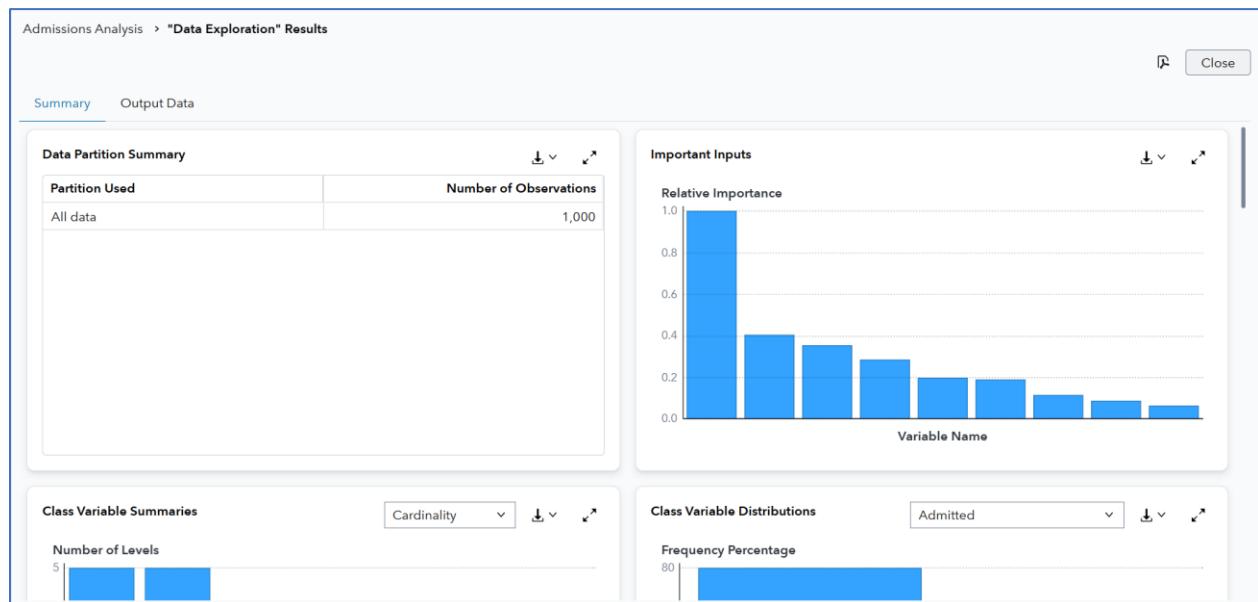 Admissions Analysis > "Data Exploration" Results
Close
Summary Output Data
Data Partition Summary
Partition Used Number of Observations
All data 1,000
Important Inputs
Relative Importance
1.0
0.8
0.6
0.4
0.2
0.0
Variable Name
Class Variable Summaries Cardinality
Number of Levels
5
Class Variable Distributions Admitted
Frequency Percentage
80